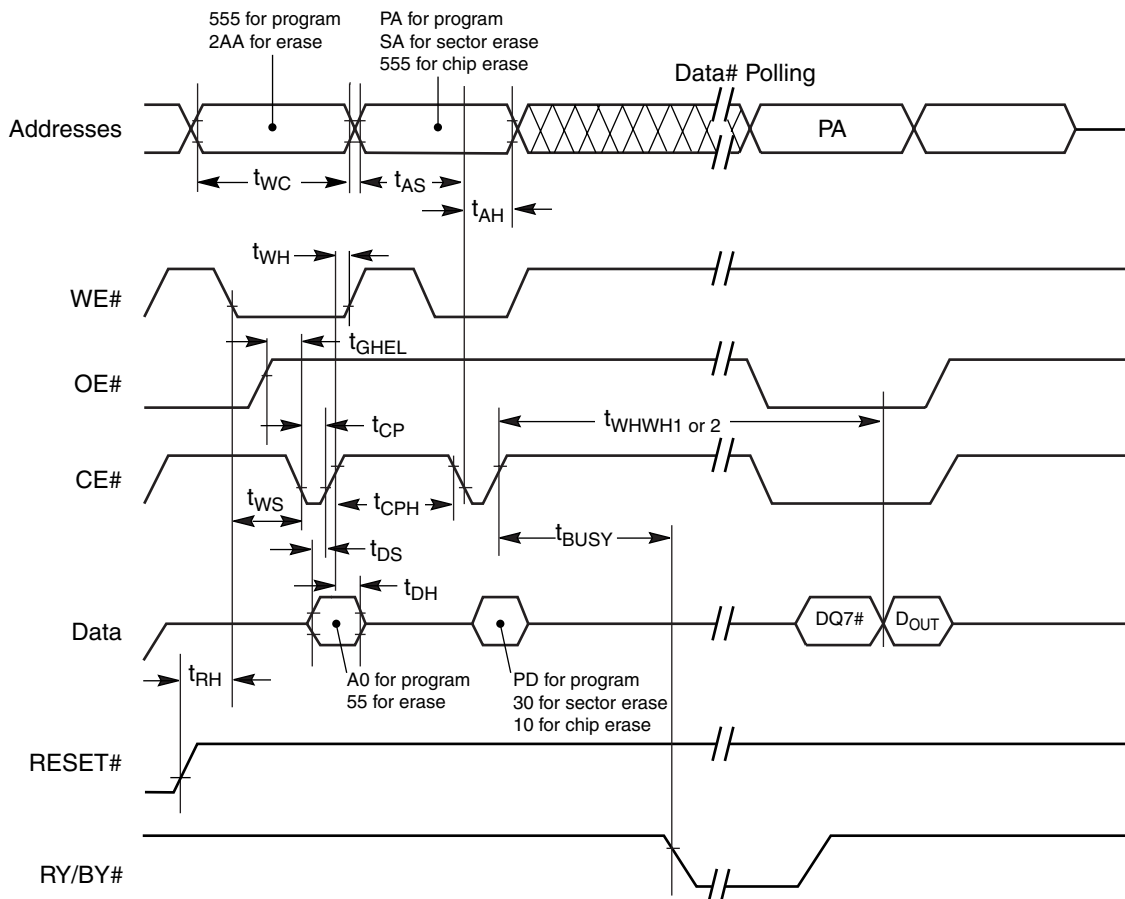 555 for program
2AA for erase
PA for program
SA for sector erase
555 for chip erase
Data# Polling
Addresses
PA
tWC
tAS
tAH
tWH
WE#
tGHEL
OE#
tWHWH1 or 2
tCP
CE#
tWS
tCPH
tBUSY
tDS
tDH
Data
DQ7#
DOUT
tRH
A0 for program
55 for erase
PD for program
30 for sector erase
10 for chip erase
RESET#
RY/BY#